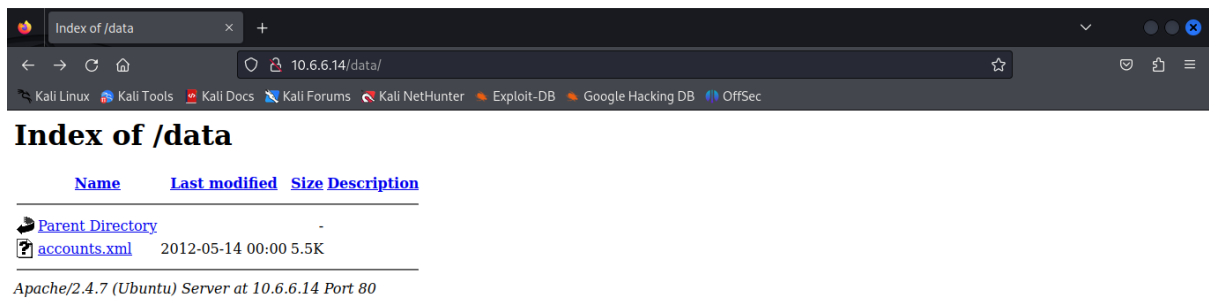 Index of /data
10.6.6.14/data/
Kali Linux Kali Tools Kali Docs Kali Forums Kali NetHunter Exploit-DB Google Hacking DB OffSec
Index of /data
Name Last modified Size Description
Parent Directory -
accounts.xml 2012-05-14 00:00 5.5K
Apache/2.4.7 (Ubuntu) Server at 10.6.6.14 Port 80